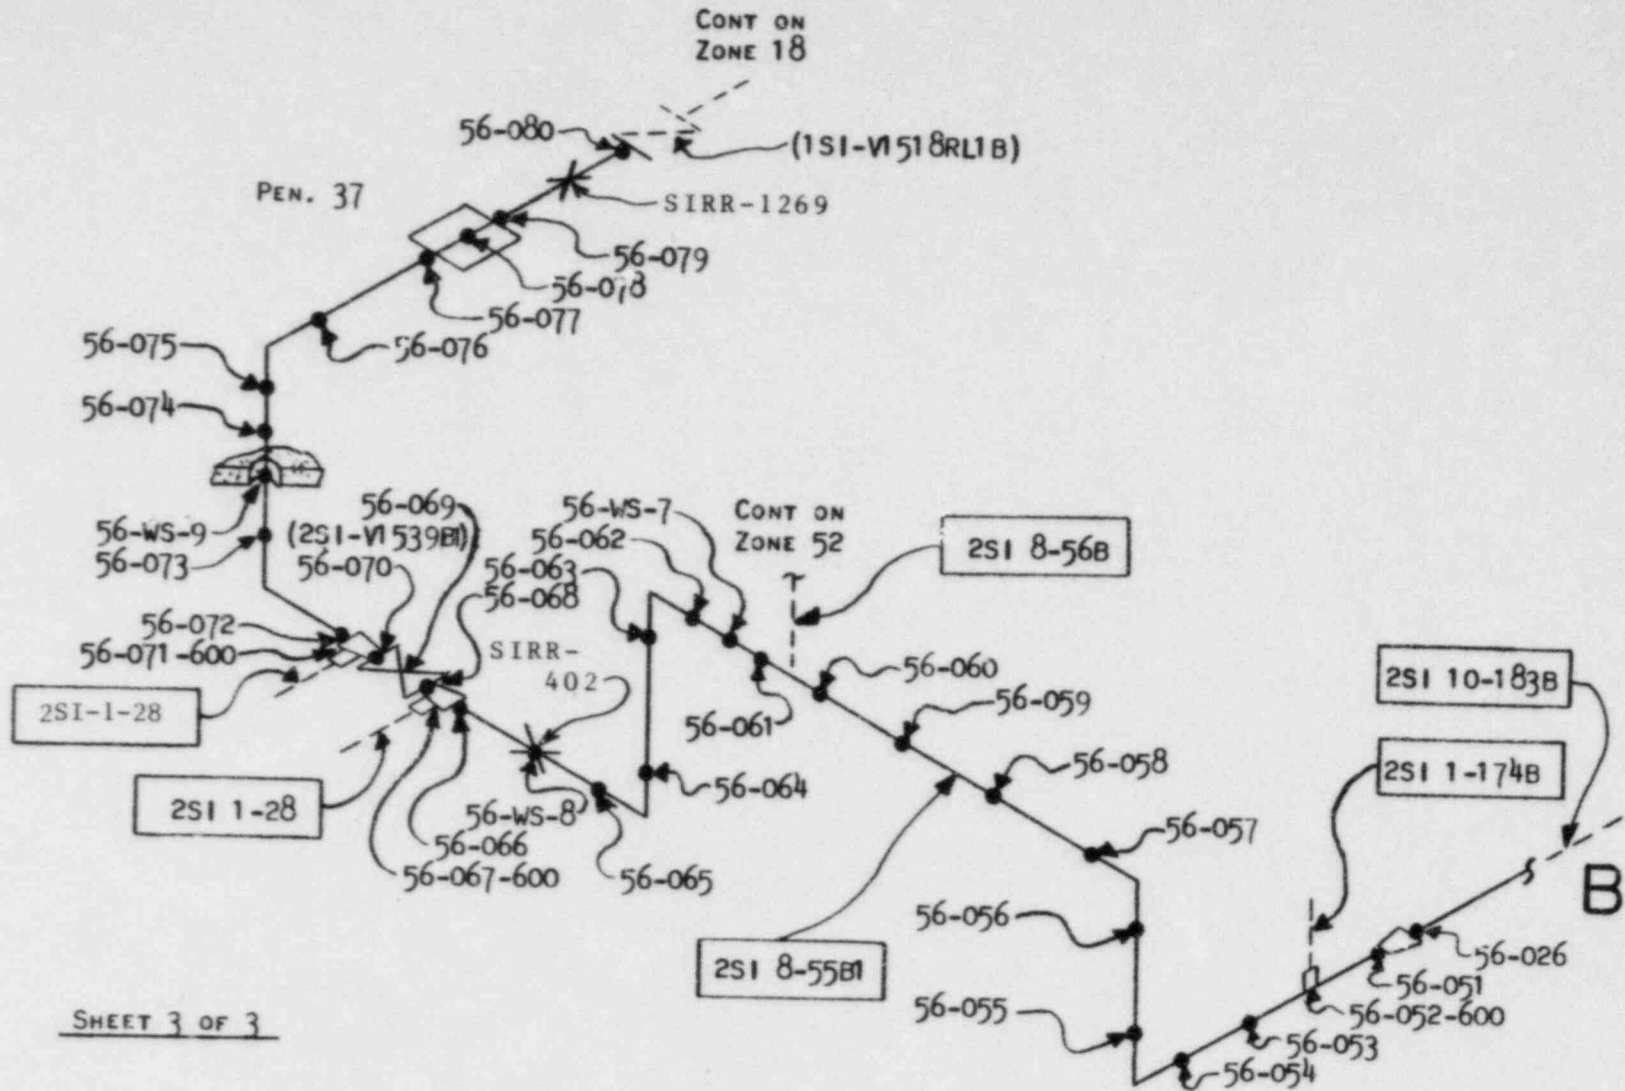 CONT ON
ZONE 18
56-080
(1SI-V1518RL1B)
PEN. 37
SIRR-1269
56-079
56-078
56-077
56-076
56-075
56-074
56-WS-9
56-073
56-069
(2SI-V1539B1)
56-070
56-068
56-072
56-071-600
2SI-1-28
2SI 1-28
SIRR-
402
56-WS-8
56-066
56-067-600
56-065
56-064
56-063
56-062
56-WS-7
CONT ON
ZONE 52
2SI 8-56B
56-061
56-060
56-059
56-058
56-057
2SI 8-55B1
56-056
56-055
2SI 10-183B
2SI 1-174B
B
56-026
56-051
56-052-600
56-053
56-054
SHEET 3 OF 3